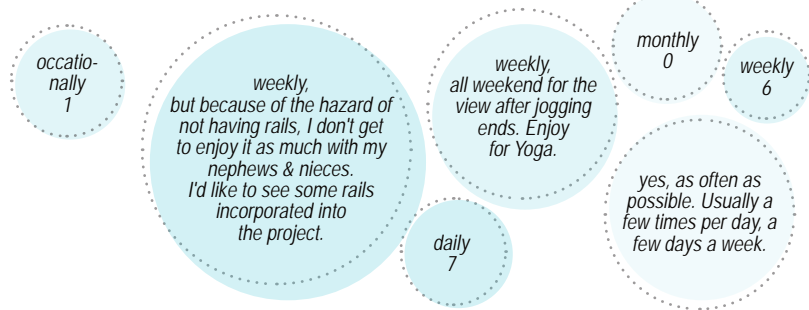 occatio-
nally
1
weekly,
but because of the hazard of
not having rails, I don't get
to enjoy it as much with my
nephews & nieces.
I'd like to see some rails
incorporated into
the project.
weekly,
all weekend for the
view after jogging
ends. Enjoy
for Yoga.
monthly
0
weekly
6
daily
7
yes, as often as
possible. Usually a
few times per day, a
few days a week.